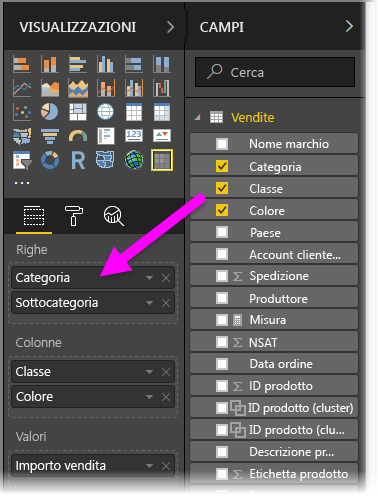 VISUALIZZAZIONI
Righe
Categoria
Sottocategoria
Colonne
Classe
Colore
Valori
Importo vendita
CAMPI
Cerca
Vendite
Nome marchio
Categoria
Classe
Colore
Paese
Account cliente...
Spedizione
Produttore
Misura
NSAT
Data ordine
ID prodotto
ID prodotto (cluster)
ID prodotto (clu...
Descrizione pr...
Etichetta prodotto